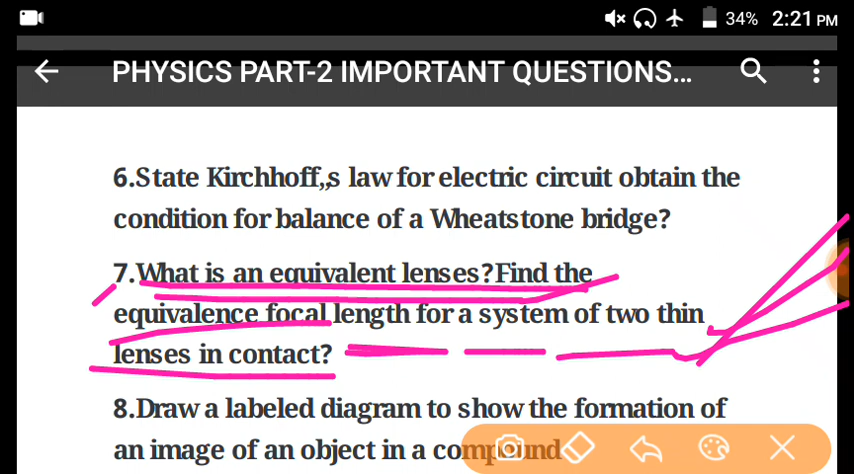 34% 2:21 PM
PHYSICS PART-2 IMPORTANT QUESTIONS...
6.State Kirchhoff,,s law for electric circuit obtain the
condition for balance of a Wheatstone bridge?
7.What is an equivalent lenses?Find the
equivalence focal length for a system of two thin
lenses in contact?
8.Draw a labeled diagram to show the formation of
an image of an object in a compound